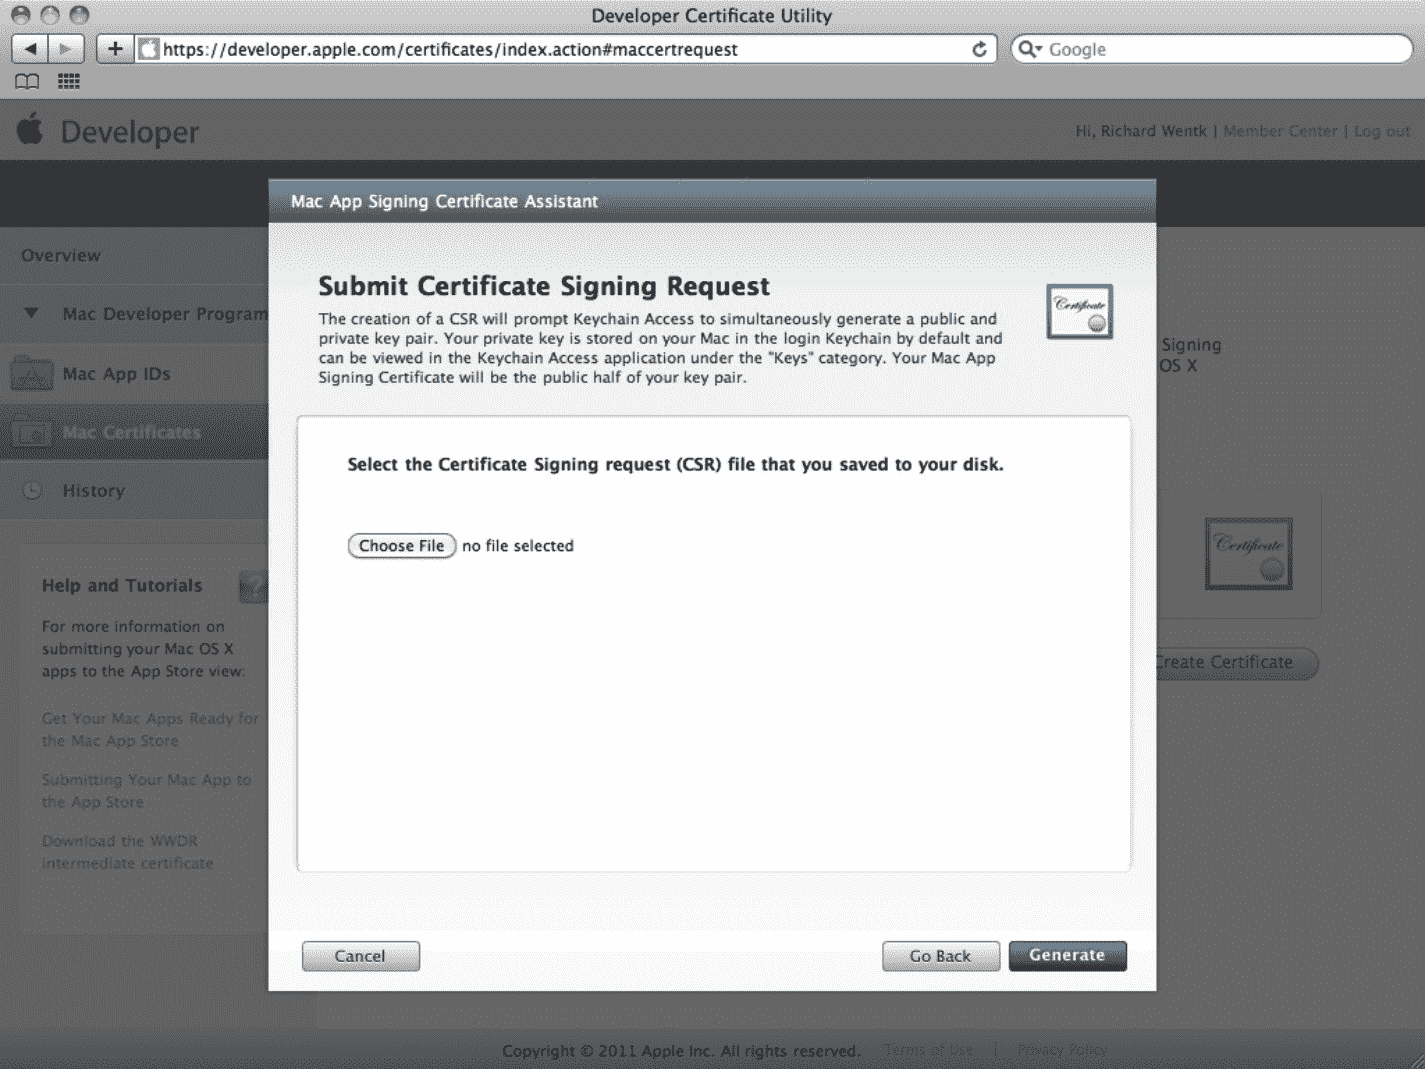 Developer Certificate Utility
https://developer.apple.com/certificates/index.action#maccertrequest
Google
Developer
Hi, Richard Wentk | Member Center | Log out
Mac App Signing Certificate Assistant
Overview
Mac Developer Program
Mac App IDs
Mac Certificates
History
Help and Tutorials
?
For more information on
submitting your Mac OS X
apps to the App Store view:
Get Your Mac Apps Ready for
the Mac App Store
Submitting Your Mac App to
the App Store
Download the WWDR
intermediate certificate
Submit Certificate Signing Request
Certificate
The creation of a CSR will prompt Keychain Access to simultaneously generate a public and
private key pair. Your private key is stored on your Mac in the login Keychain by default and
can be viewed in the Keychain Access application under the "Keys" category. Your Mac App
Signing Certificate will be the public half of your key pair.
Select the Certificate Signing request (CSR) file that you saved to your disk.
Choose File no file selected
Cancel
Go Back
Generate
Signing
OS X
Certificate
Create Certificate
Copyright © 2011 Apple Inc. All rights reserved. Terms of Use | Privacy Policy